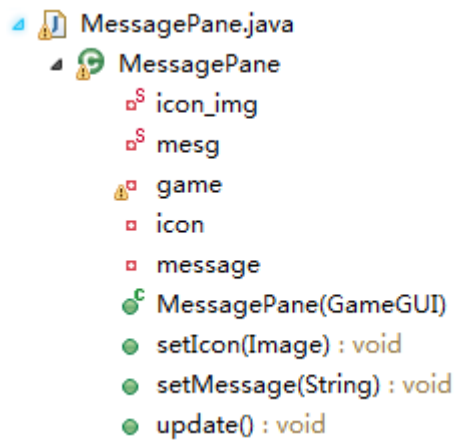 MessagePane.java
MessagePane
icon_img
mesg
game
icon
message
MessagePane(GameGUI)
setIcon(Image) : void
setMessage(String) : void
update() : void